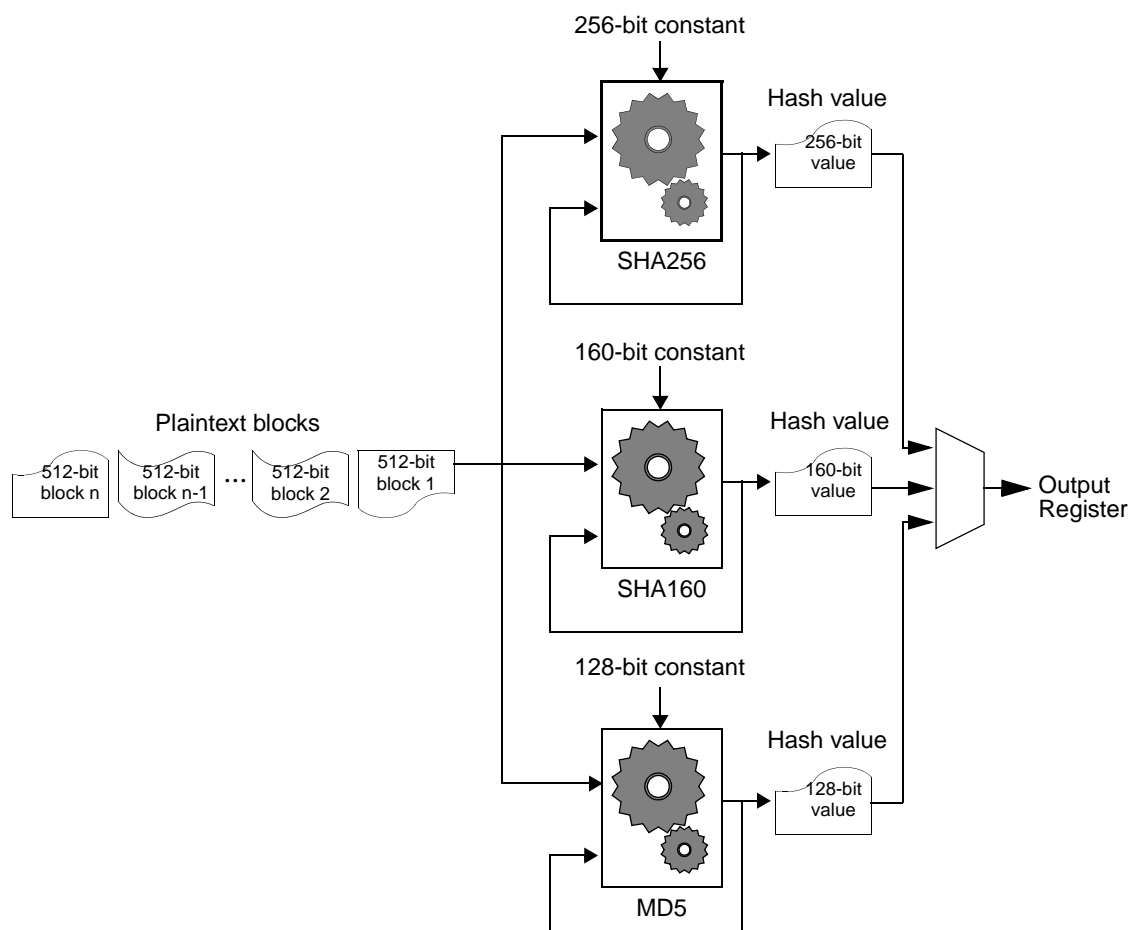 256-bit constant
Hash value
256-bit
value
SHA256
160-bit constant
Plaintext blocks
512-bit
block n
512-bit
block n-1
...
512-bit
block 2
512-bit
block 1
Hash value
160-bit
value
SHA160
Output
Register
128-bit constant
Hash value
128-bit
value
MD5